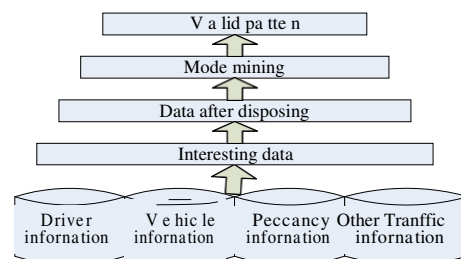 V a lid pa tte n
Mode mining
Data after disposing
Interesting data
Driver infornation
V e hic le infornation
Peccancy infornation
Other Tranffic infornation